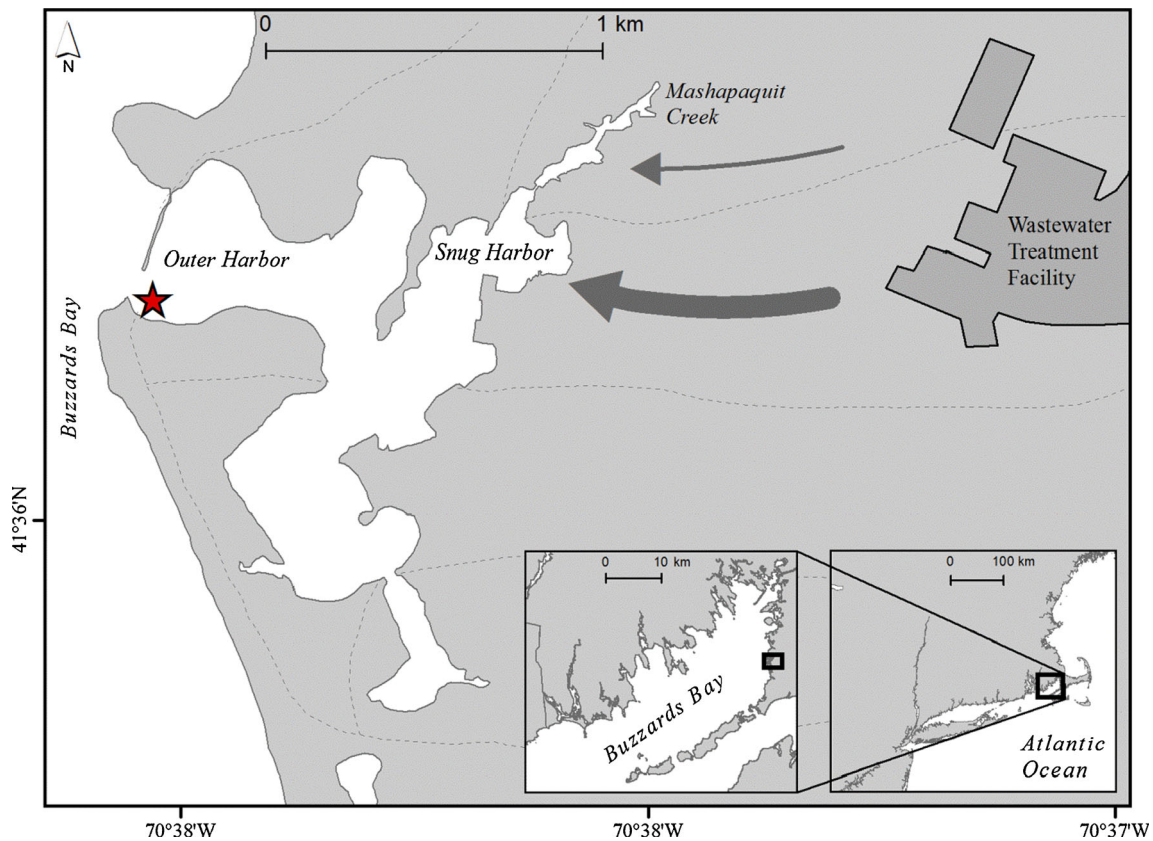 0 1 km
N
Mashapaquit
Creek
Wastewater
Treatment
Facility
Outer Harbor
Snug Harbor
Buzzards Bay
41°36'N
0 10 km
Buzzards Bay
0 100 km
Atlantic
Ocean
70°38'W 70°38'W 70°37'W